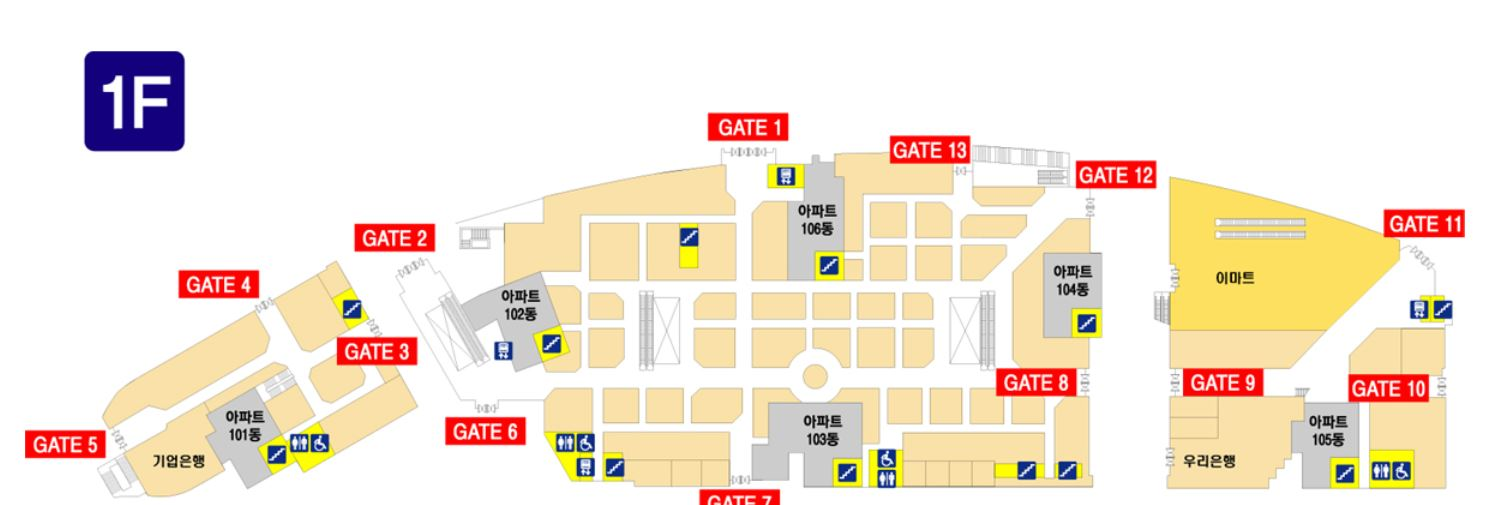 1F
GATE 1
GATE 13
GATE 12
아파트
106동
GATE 11
GATE 2
GATE 4
아파트
104동
이마트
아파트
102동
GATE 3
GATE 8
GATE 9
GATE 10
아파트
101동
아파트
103동
아파트
105동
GATE 6
GATE 5
기업은행
우리은행
GATE 7